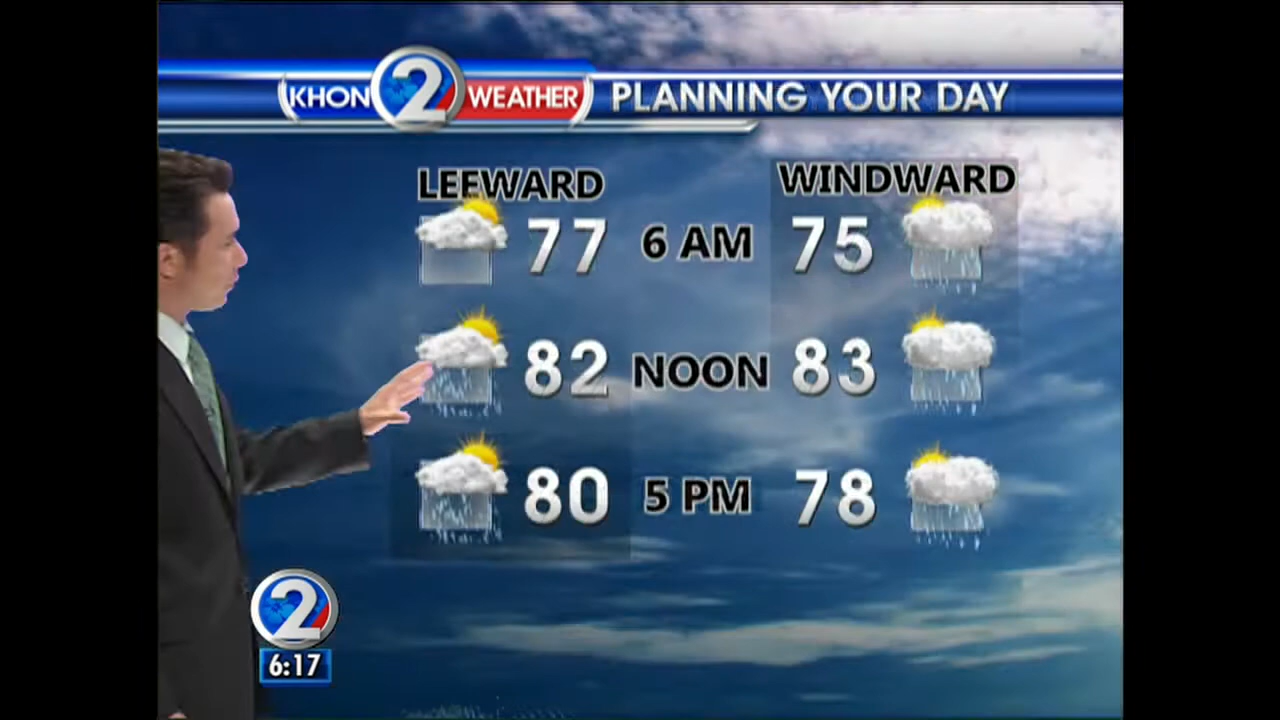 KHON 2 WEATHER PLANNING YOUR DAY
LEEWARD WINDWARD
77 6 AM 75
82 NOON 83
80 5 PM 78
2
6:17